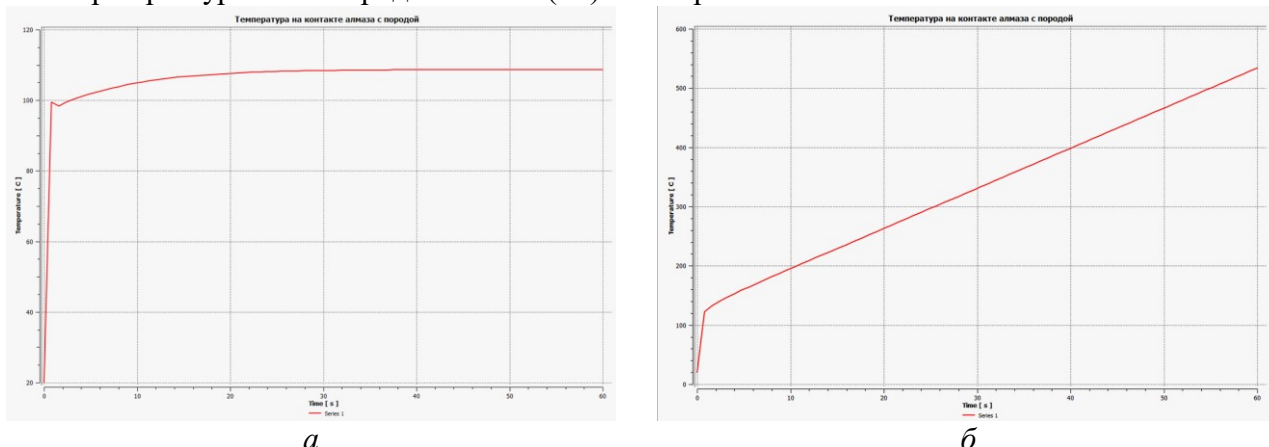 Температура на контакте алмаза с породой
120
100
80
60
40
20
Temperature [ C ]
0 10 20 30 40 50 60
Time [ s ]
Series 1
а
Температура на контакте алмаза с породой
600
500
400
300
200
100
0
Temperature [ C ]
0 10 20 30 40 50 60
Time [ s ]
Series 1
б